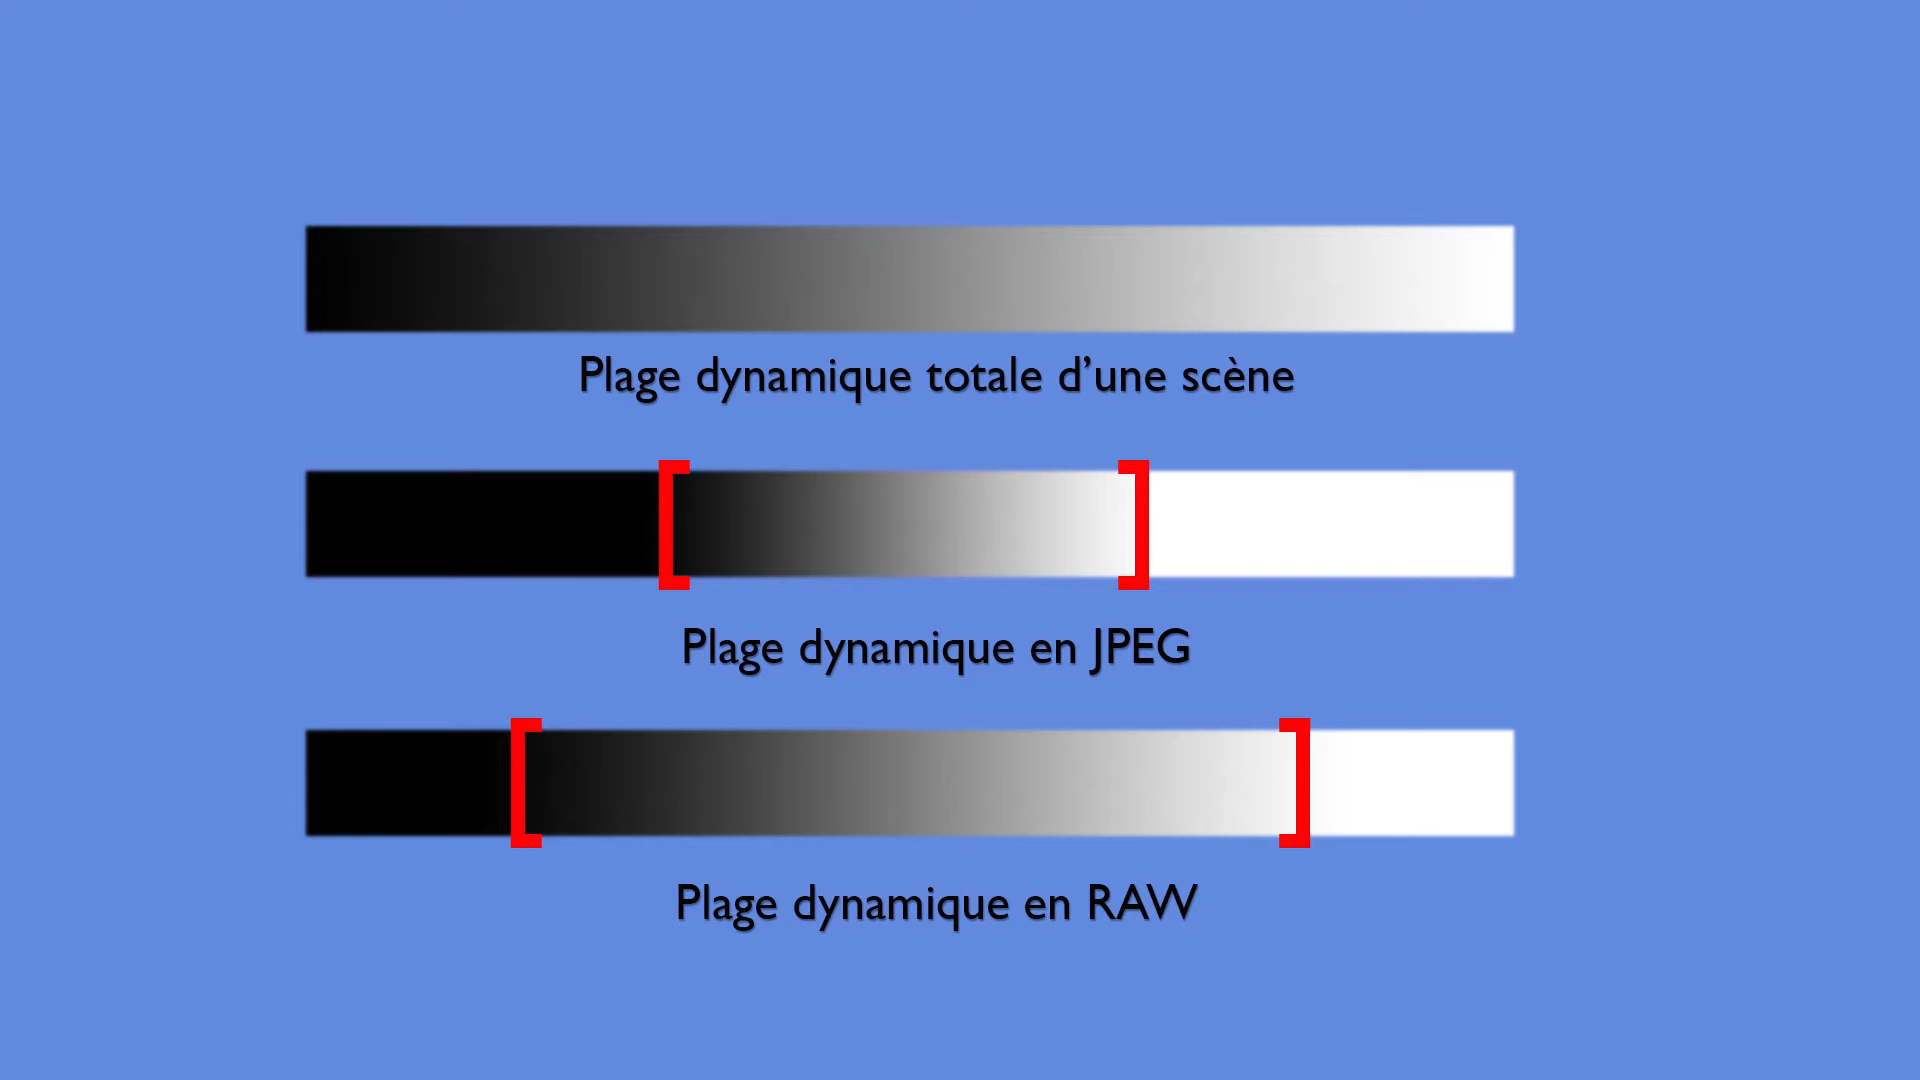 Plage dynamique totale d’une scène
Plage dynamique en JPEG
Plage dynamique en RAW